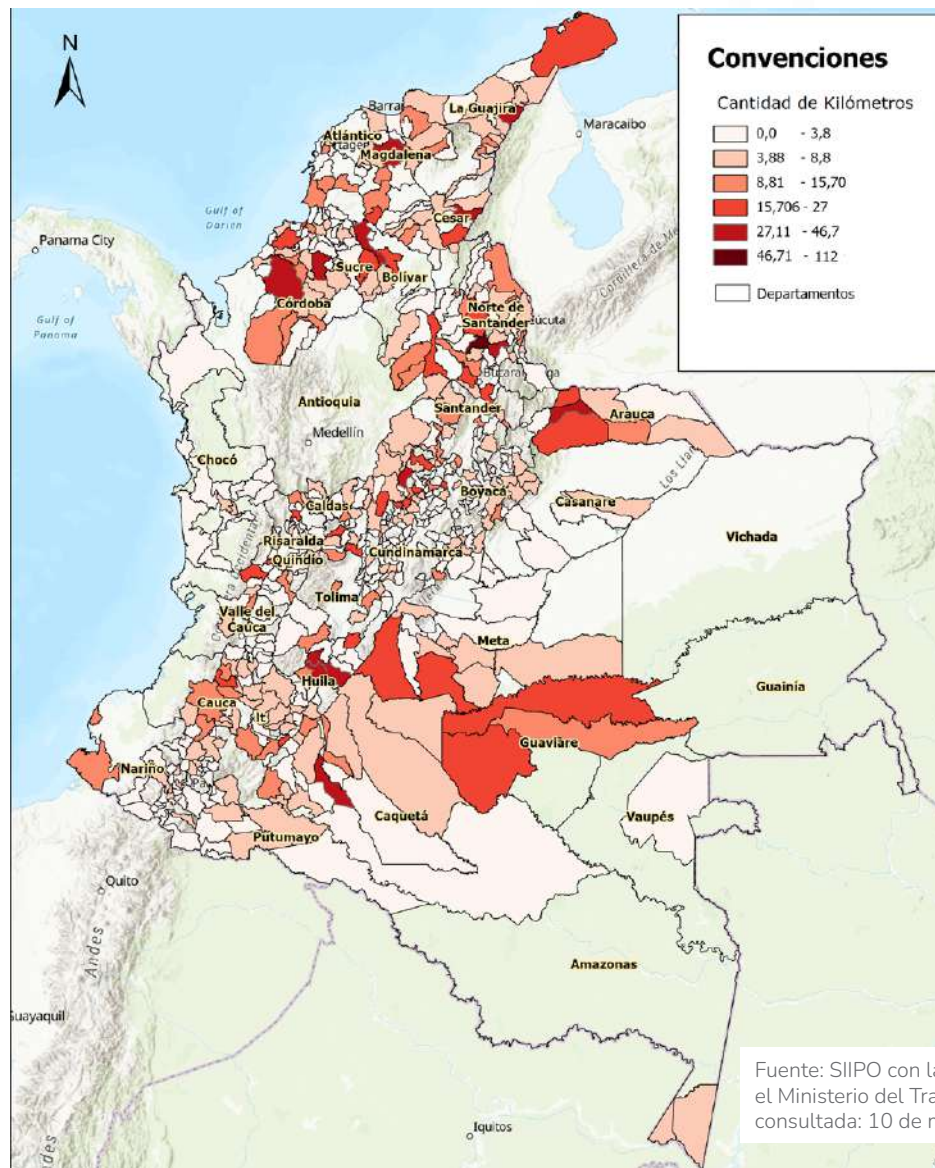 N
Convenciones
Cantidad de Kilómetros
0,0 - 3,8
3,88 - 8,8
8,81 - 15,70
15,706 - 27
27,11 - 46,7
46,71 - 112
Departamentos
Barra
La Guajira
Maracaibo
Atlántico
Magdalena
Gulf of
Darien
Cesar
Panama City
Sucre
Bolívar
Córdoba
Gulf of
Panama
Norte de
Santander
Santander
Antioquia
Arauca
Medellín
Chocó
Boyacá
Casanare
Los Llan
Caldas
Vichada
Risaralda
Cundinamarca
Quindío
Tolima
Valle del
Cauca
Meta
Huila
Guainía
Cauca
Guaviare
Nariño
Caquetá
Vaupés
Putumayo
Quito
Andes
Amazonas
Guayaquil
Iquitos
Fuente: SIIPO con la
el Ministerio del Tra
consultada: 10 de